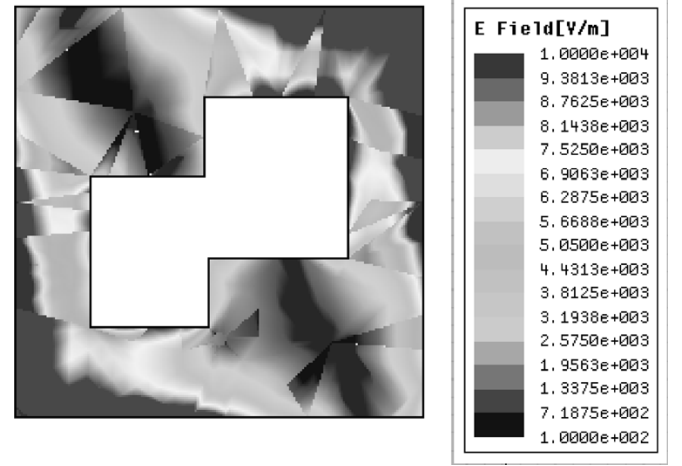 E Field[V/m]
1.0000e+004
9.3813e+003
8.7625e+003
8.1438e+003
7.5250e+003
6.9063e+003
6.2875e+003
5.6688e+003
5.0500e+003
4.4313e+003
3.8125e+003
3.1938e+003
2.5750e+003
1.9563e+003
1.3375e+003
7.1875e+002
1.0000e+002